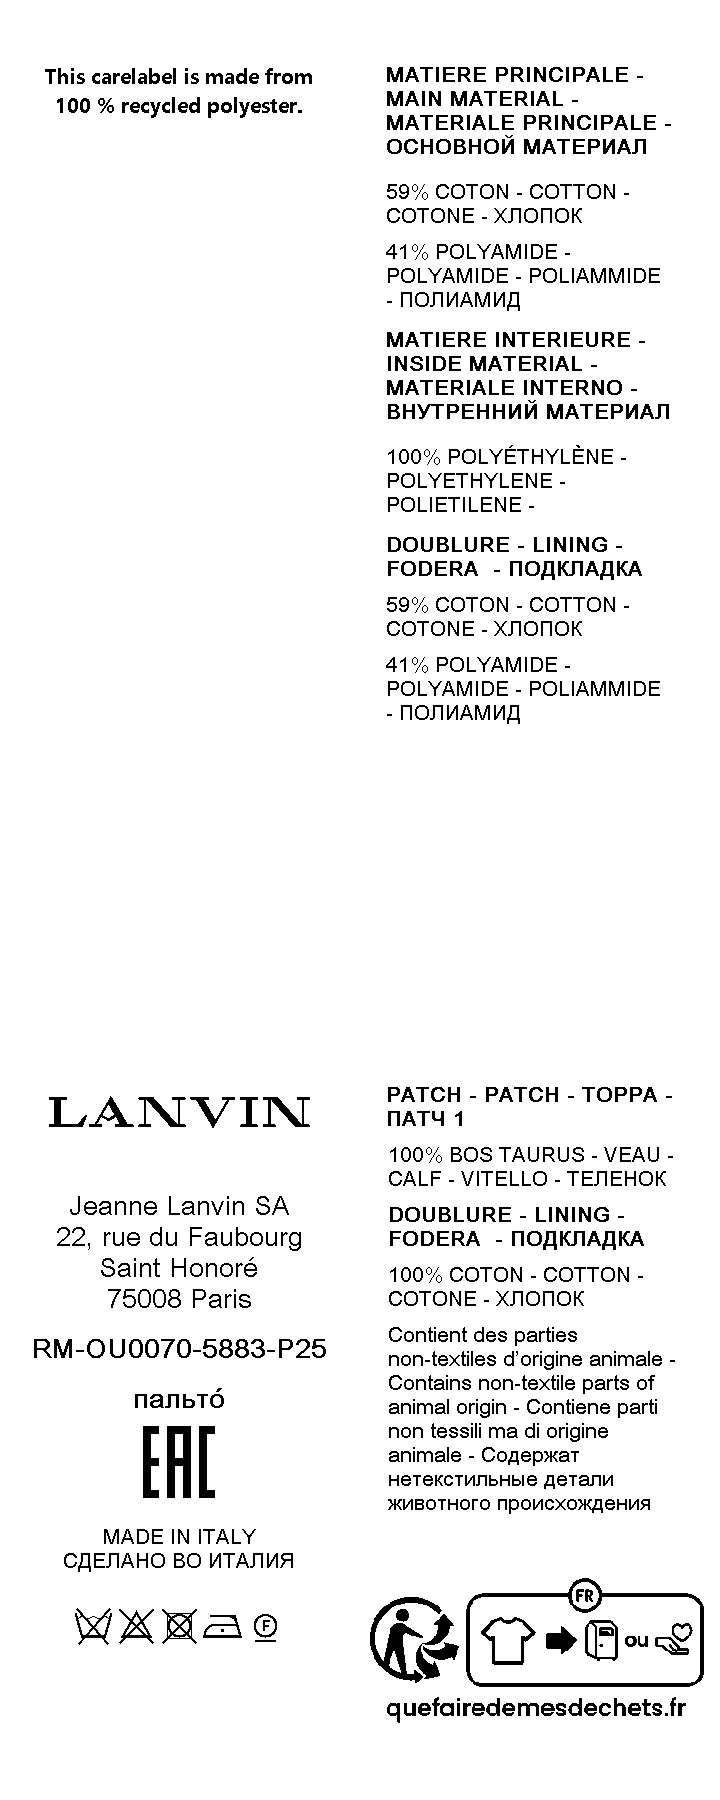 This carelabel is made from
100 % recycled polyester.
MATIERE PRINCIPALE -
MAIN MATERIAL -
MATERIALE PRINCIPALE -
ОСНОВНОЙ МАТЕРИАЛ
59% COTON - COTTON -
COTONE - ХЛОПОК
41% POLYAMIDE -
POLYAMIDE - POLIAMMIDE
- ПОЛИАМИД
MATIERE INTERIEURE -
INSIDE MATERIAL -
MATERIALE INTERNO -
ВНУТРЕННИЙ МАТЕРИАЛ
100% POLYÉTHYLÈNE -
POLYETHYLENE -
POLIETILENE -
DOUBLURE - LINING -
FODERA  - ПОДКЛАДКА
59% COTON - COTTON -
COTONE - ХЛОПОК
41% POLYAMIDE -
POLYAMIDE - POLIAMMIDE
- ПОЛИАМИД
LANVIN
Jeanne Lanvin SA
22, rue du Faubourg
Saint Honoré
75008 Paris
RM-OU0070-5883-P25
пальто́
EAC
MADE IN ITALY
СДЕЛАНО ВО ИТАЛИЯ
F
PATCH - PATCH - TOPPA -
ПАТЧ 1
100% BOS TAURUS - VEAU -
CALF - VITELLO - ТЕЛЕНОК
DOUBLURE - LINING -
FODERA  - ПОДКЛАДКА
100% COTON - COTTON -
COTONE - ХЛОПОК
Contient des parties
non-textiles d’origine animale -
Contains non-textile parts of
animal origin - Contiene parti
non tessili ma di origine
animale - Содержат
нетекстильные детали
животного происхождения
FR
ou
quefairedemesdechets.fr